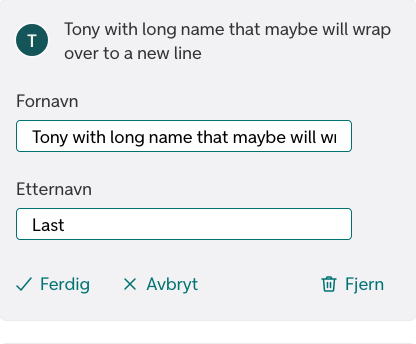 T
Tony with long name that maybe will wrap
over to a new line
Fornavn
Tony with long name that maybe will
Etternavn
Last
Ferdig
Avbryt
Fjern